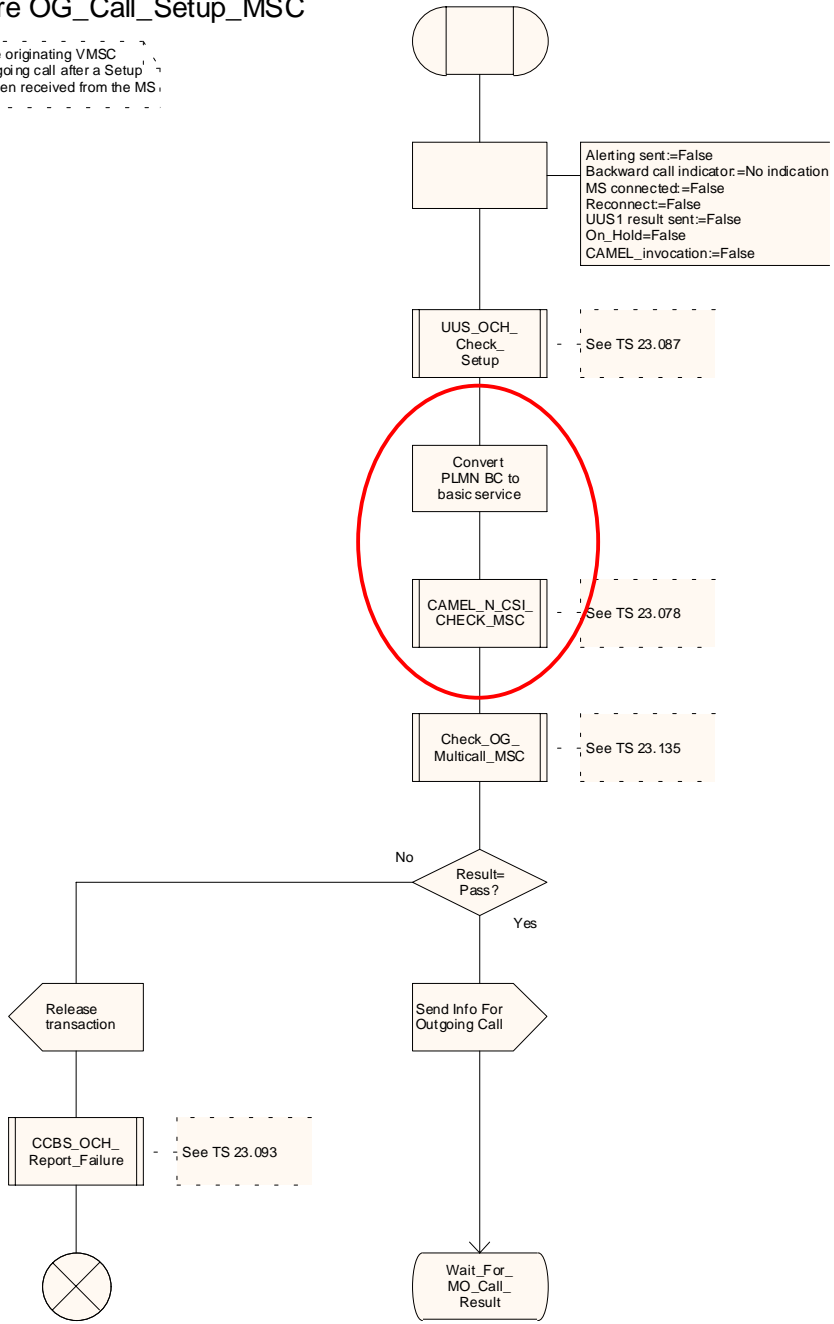 re OG_Call_Setup_MSC
e originating VMSC
going call after a Setup
en received from the MS
Alerting sent:=False
Backward call indicator:=No indication
MS connected:=False
Reconnect:=False
UUS1 result sent:=False
On_Hold=False
CAMEL_invocation:=False
UUS_OCH_
Check_
Setup
See TS 23.087
Convert
PLMN BC to
basic service
CAMEL_N_CSI_
CHECK_MSC
See TS 23.078
Check_OG_
Multicall_MSC
See TS 23.135
No
Result=
Pass?
Yes
Release
transaction
Send Info For
Outgoing Call
CCBS_OCH_
Report_Failure
See TS 23.093
Wait_For_
MO_Call_
Result